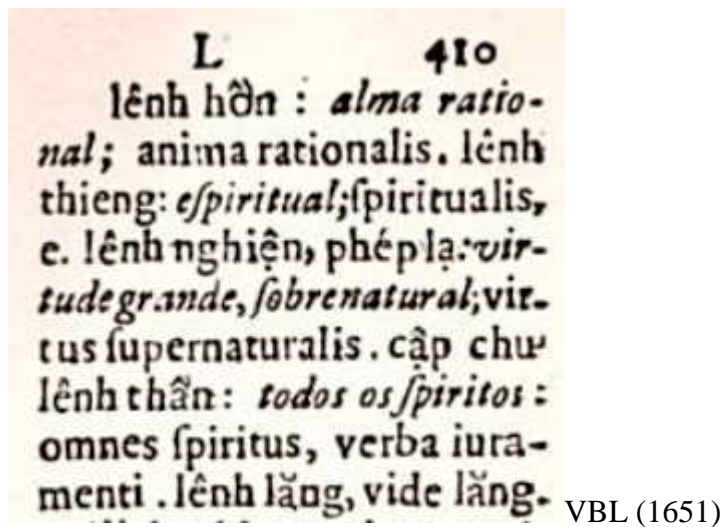 L 410
lênh hờn : alma ratio-
nal; anima rationalis. lênh
thieng: eſpiritual;ſpiritualis,
e. lênh nghiện, phép lạ: vir-
tude grande, ſobrenatural; vir-
tus ſupernaturalis. cập chư
lênh thần: todos os ſpiritos :
omnes ſpiritus, verba iura-
menti. lênh lăng, vide lăng.
VBL (1651)